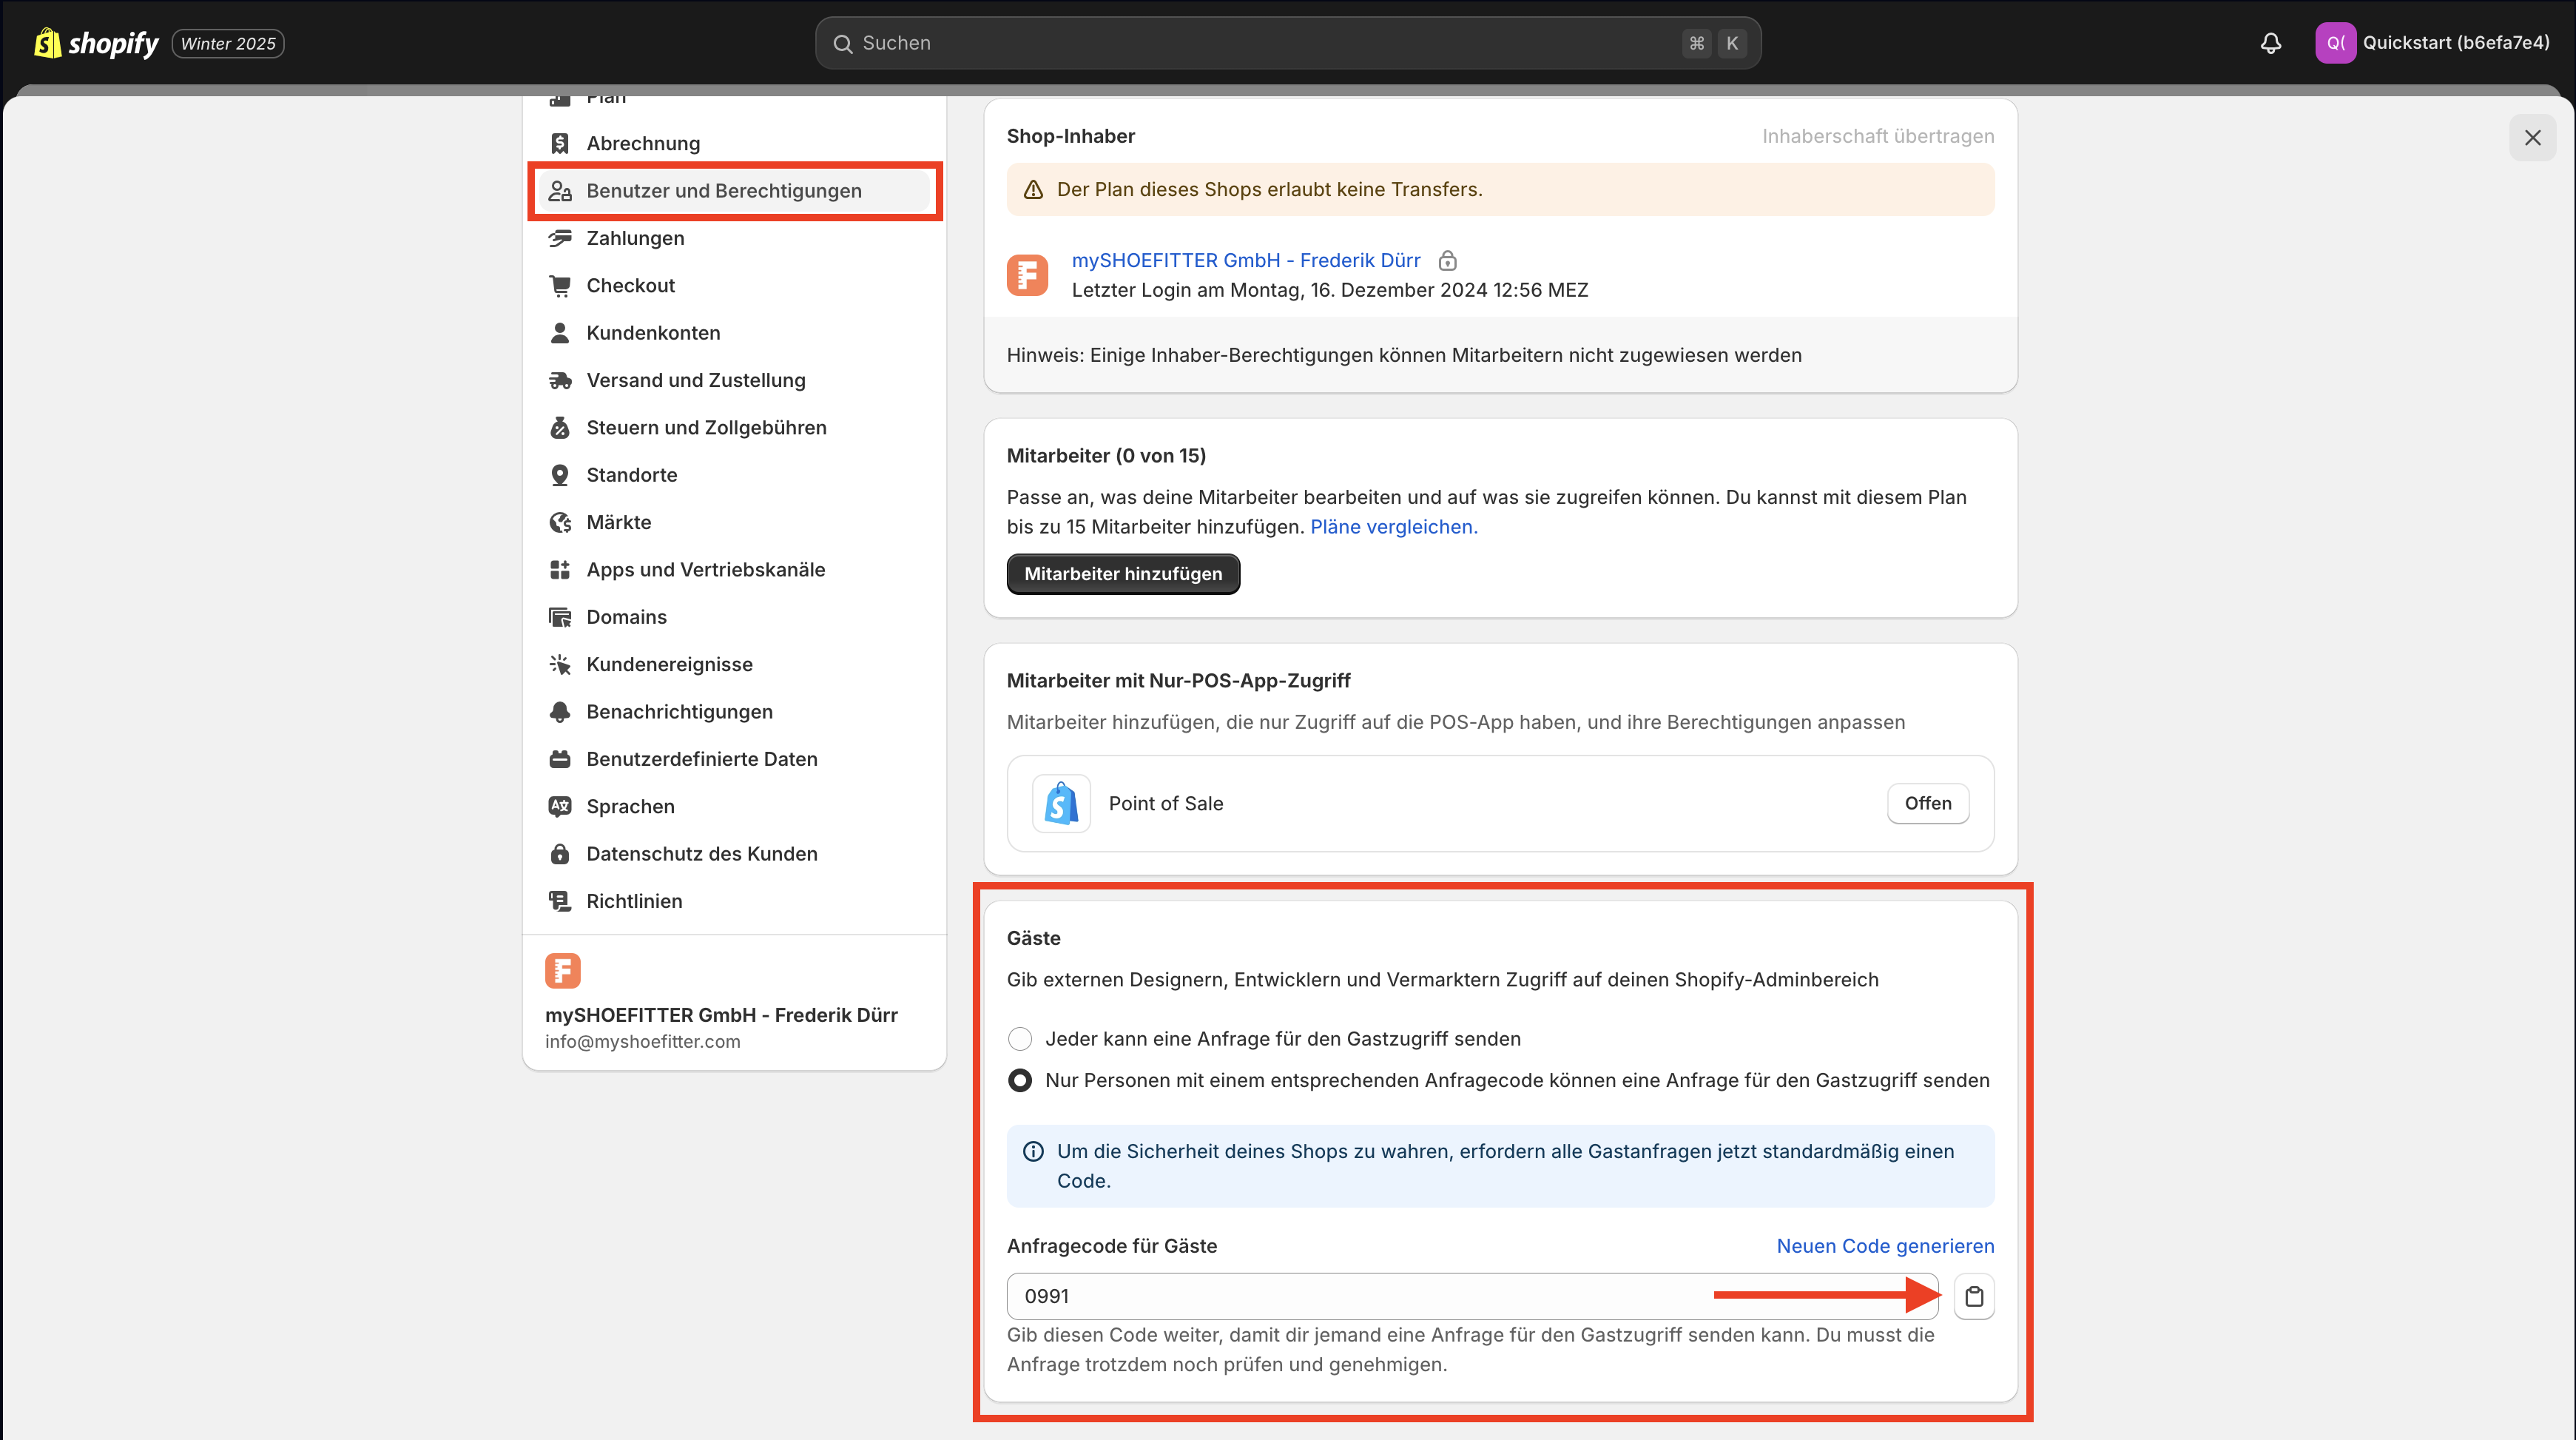 shopify
Winter 2025
Suchen
⌘ K
Q( Quickstart (b6efa7e4)
Plan
Abrechnung
Benutzer und Berechtigungen
Zahlungen
Checkout
Kundenkonten
Versand und Zustellung
Steuern und Zollgebühren
Standorte
Märkte
Apps und Vertriebskanäle
Domains
Kundenereignisse
Benachrichtigungen
Benutzerdefinierte Daten
Sprachen
Datenschutz des Kunden
Richtlinien
mySHOEFITTER GmbH - Frederik Dürr
info@myshoefitter.com
Shop-Inhaber
Inhaberschaft übertragen
Der Plan dieses Shops erlaubt keine Transfers.
mySHOEFITTER GmbH - Frederik Dürr
Letzter Login am Montag, 16. Dezember 2024 12:56 MEZ
Hinweis: Einige Inhaber-Berechtigungen können Mitarbeitern nicht zugewiesen werden
Mitarbeiter (0 von 15)
Passe an, was deine Mitarbeiter bearbeiten und auf was sie zugreifen können. Du kannst mit diesem Plan
bis zu 15 Mitarbeiter hinzufügen. Pläne vergleichen.
Mitarbeiter hinzufügen
Mitarbeiter mit Nur-POS-App-Zugriff
Mitarbeiter hinzufügen, die nur Zugriff auf die POS-App haben, und ihre Berechtigungen anpassen
Point of Sale
Offen
Gäste
Gib externen Designern, Entwicklern und Vermarktern Zugriff auf deinen Shopify-Adminbereich
Jeder kann eine Anfrage für den Gastzugriff senden
Nur Personen mit einem entsprechenden Anfragecode können eine Anfrage für den Gastzugriff senden
Um die Sicherheit deines Shops zu wahren, erfordern alle Gastanfragen jetzt standardmäßig einen
Code.
Anfragecode für Gäste
Neuen Code generieren
0991
Gib diesen Code weiter, damit dir jemand eine Anfrage für den Gastzugriff senden kann. Du musst die
Anfrage trotzdem noch prüfen und genehmigen.